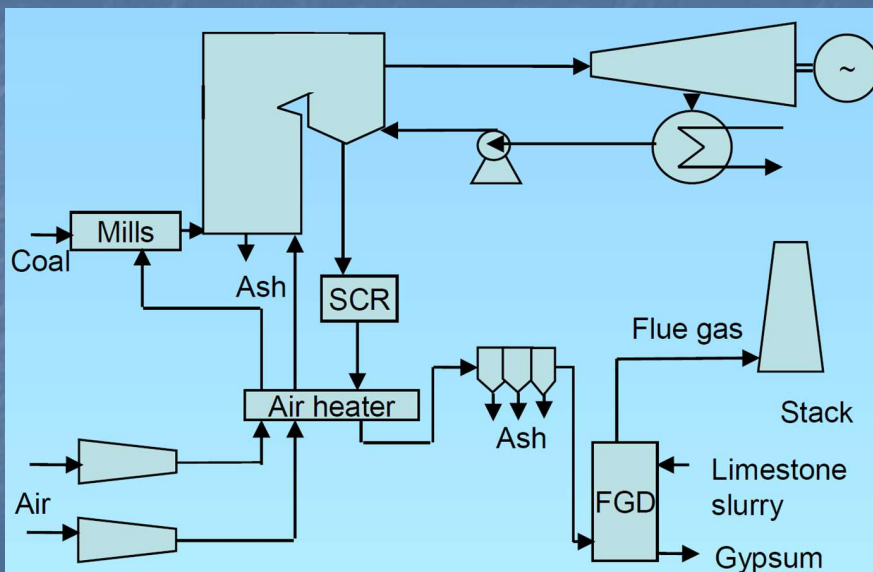 ~
Mills
Coal
Ash
SCR
Flue gas
Air heater
Stack
Ash
Limestone
slurry
Air
FGD
Gypsum